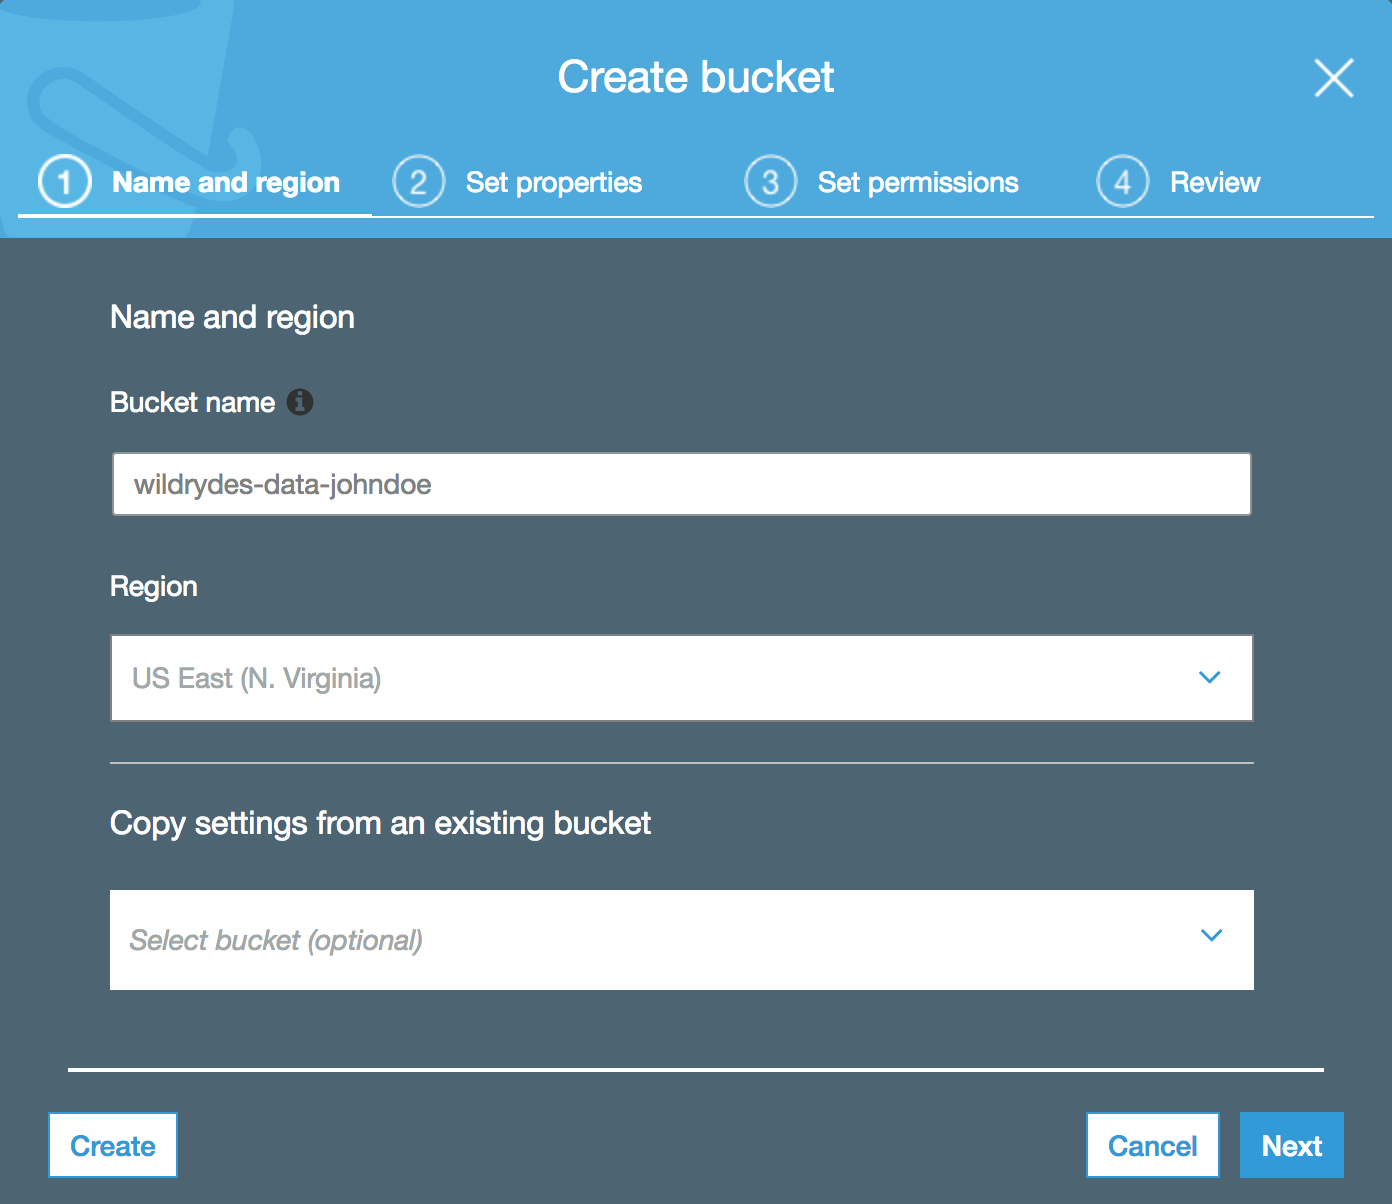 Create bucket
1 Name and region 2 Set properties 3 Set permissions 4 Review
Name and region
Bucket name
wildrydes-data-johndoe
Region
US East (N. Virginia)
Copy settings from an existing bucket
Select bucket (optional)
Create Cancel Next